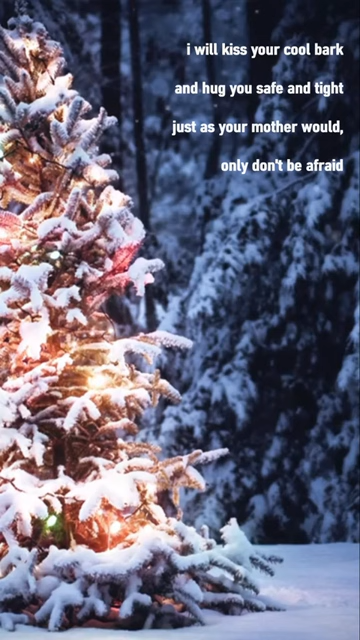 i will kiss your cool bark
and hug you safe and tight
just as your mother would,
only don't be afraid